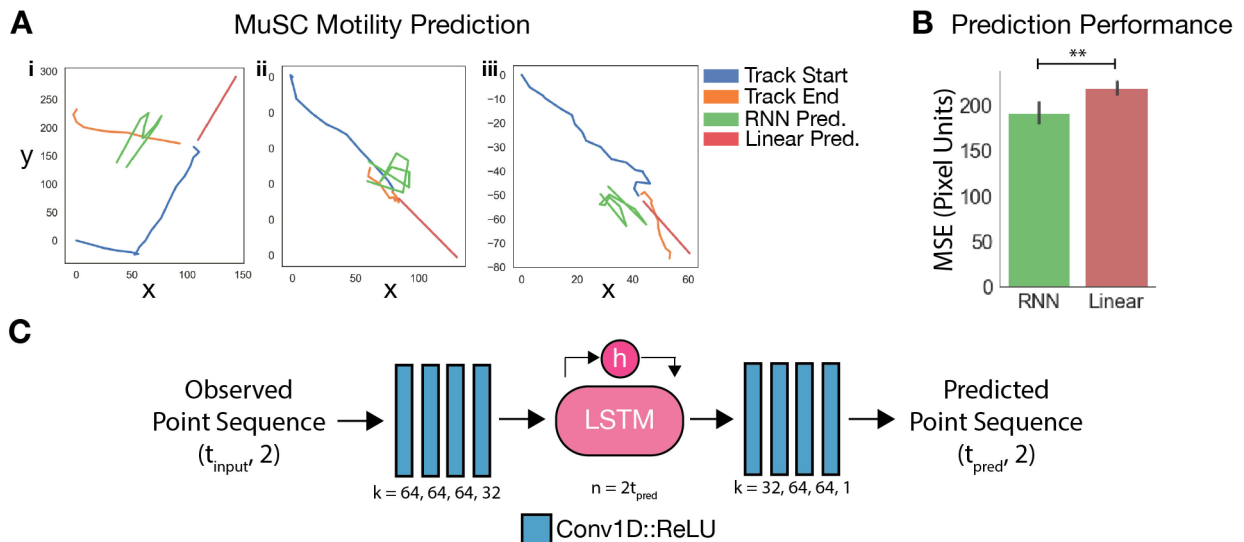 A
MuSC Motility Prediction
i
300
250
200
150
100
50
0
y
0
50
100
150
x
ii
0
0
0
0
0
0
0
50
100
x
iii
0
−10
−20
−30
−40
−50
−60
−70
−80
0
20
40
60
x
Track Start
Track End
RNN Pred.
Linear Pred.
B
Prediction Performance
**
MSE (Pixel Units)
200
150
100
50
0
RNN
Linear
C
Observed
Point Sequence
(t_input, 2)
k = 64, 64, 64, 32
h
LSTM
n = 2t_pred
k = 32, 64, 64, 1
Predicted
Point Sequence
(t_pred, 2)
Conv1D::ReLU